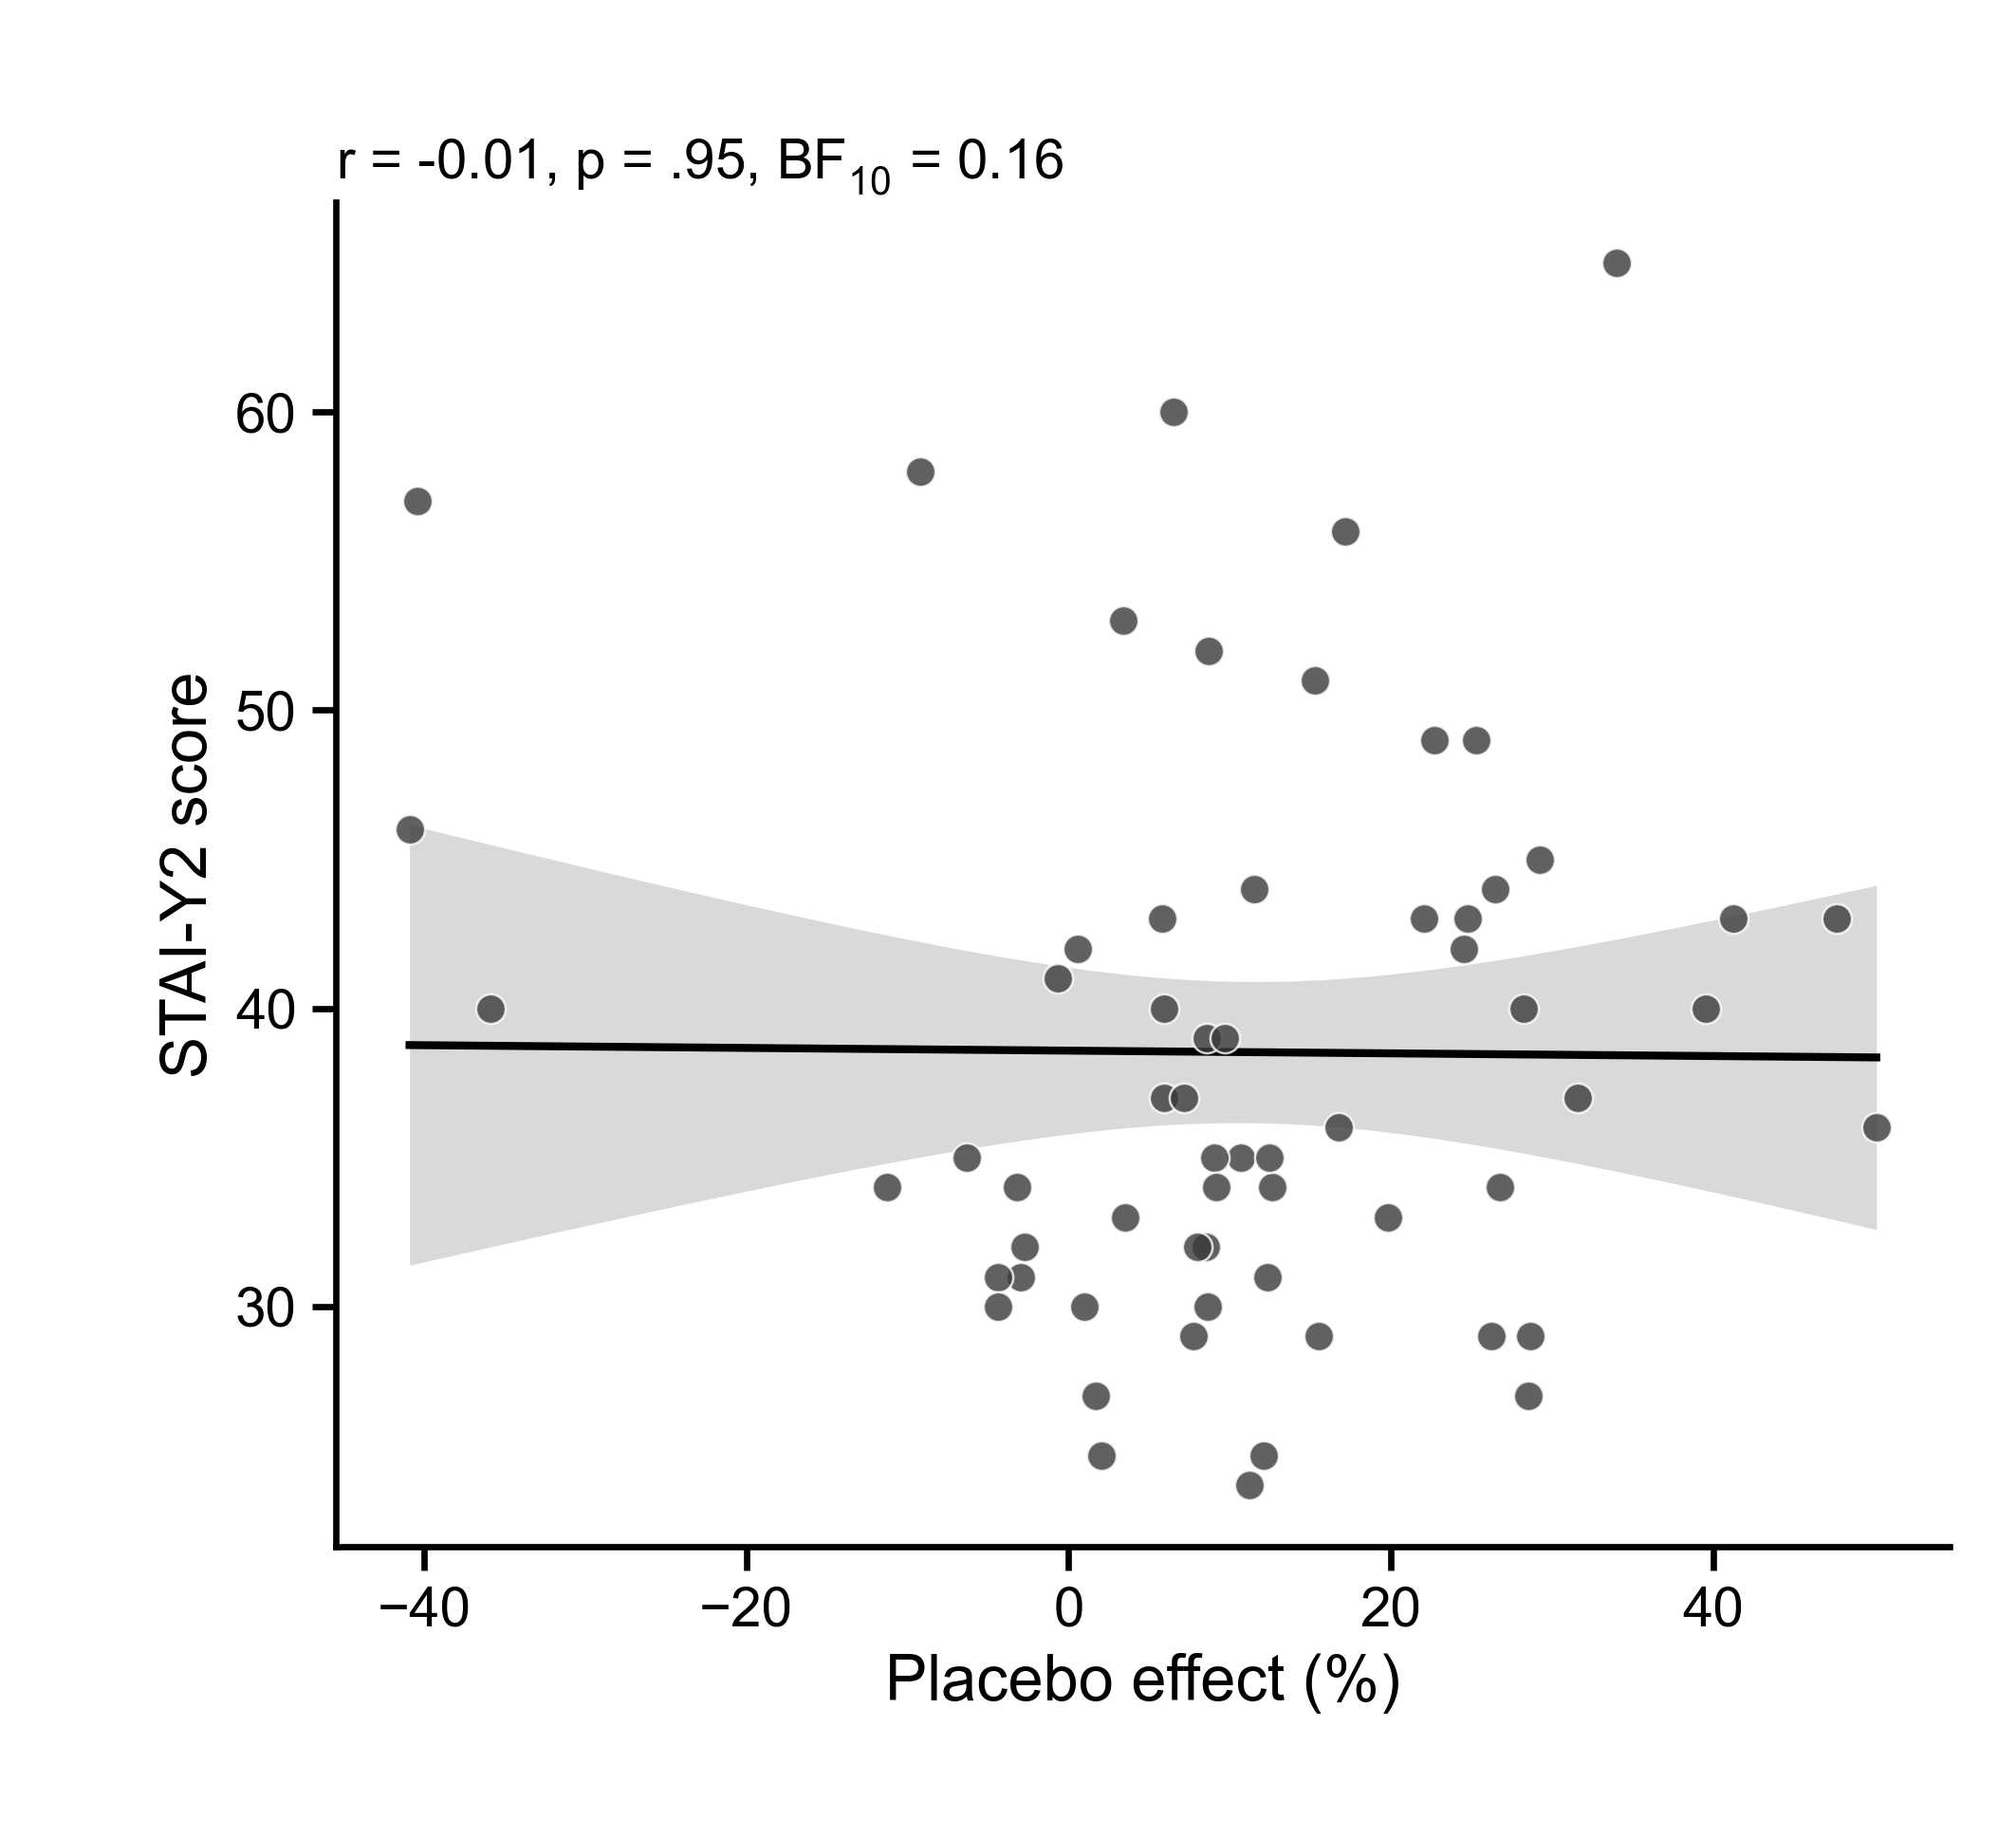 r = -0.01, p = .95, BF₁₀ = 0.16
STAI-Y2 score
60
50
40
30
−40 −20 0 20 40
Placebo effect (%)